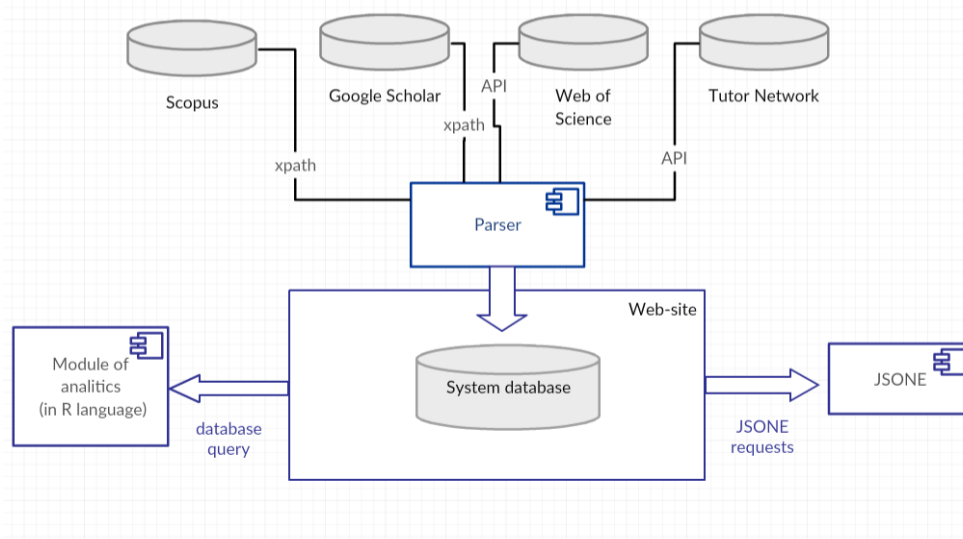 Scopus
Google Scholar
Web of
Science
Tutor Network
API
xpath
xpath
API
Parser
Web-site
System database
Module of
analitics
(in R language)
database
query
JSONE
requests
JSONE